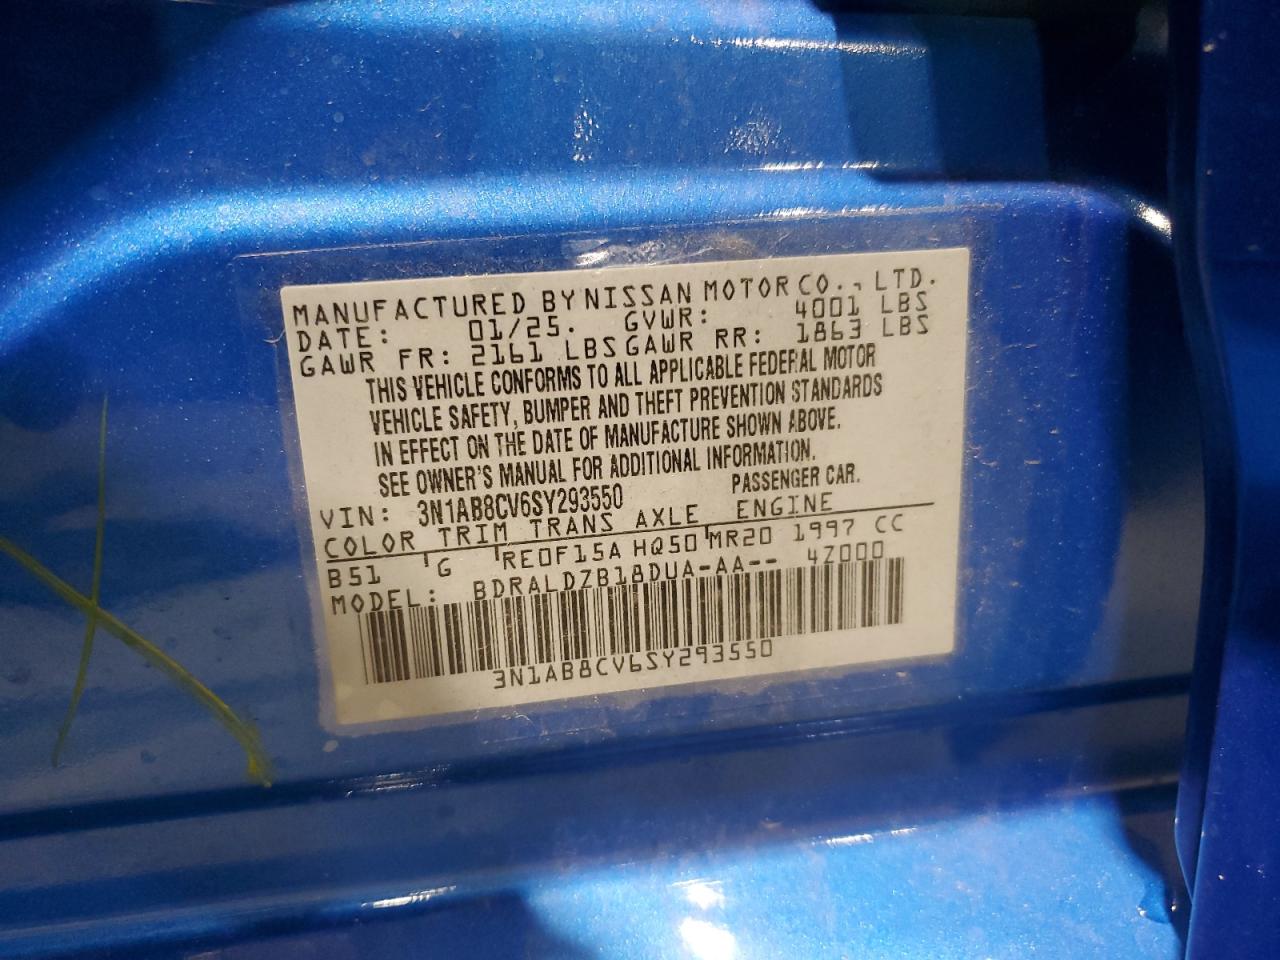 MANUFACTURED BY NISSAN MOTOR CO., LTD.
DATE: 01/25. GVWR: 4001 LBS
GAWR FR: 2161 LBS GAWR RR: 1863 LBS
THIS VEHICLE CONFORMS TO ALL APPLICABLE FEDERAL MOTOR
VEHICLE SAFETY, BUMPER AND THEFT PREVENTION STANDARDS
IN EFFECT ON THE DATE OF MANUFACTURE SHOWN ABOVE.
SEE OWNER'S MANUAL FOR ADDITIONAL INFORMATION.
VIN: 3N1AB8CV6SY293550 PASSENGER CAR.
COLOR TRIM TRANS AXLE ENGINE
B51 G RE0F15A HQ50 MR20 1997 CC
MODEL: BDRALDZB18DUA-AA-- 4Z000
3N1AB8CV6SY293550